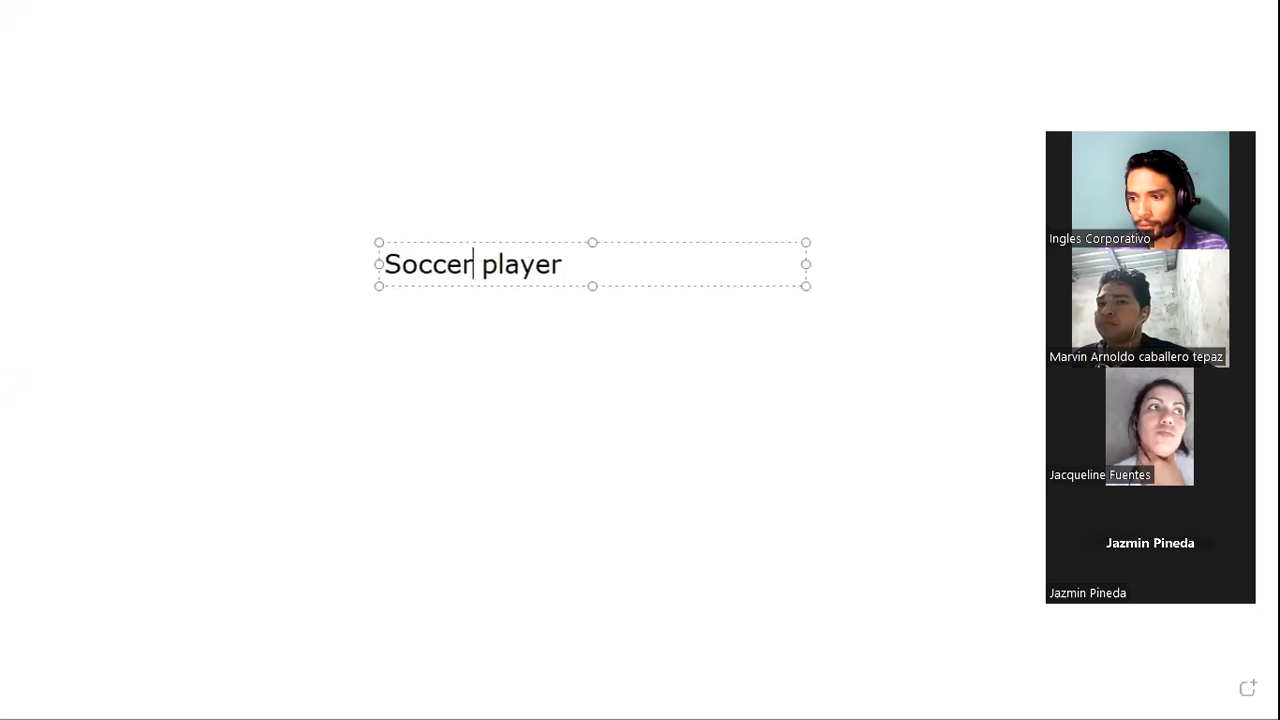 Soccer player
Ingles Corporativo
Marvin Arnoldo caballero tepaz
Jacqueline Fuentes
Jazmin Pineda
Jazmin Pineda